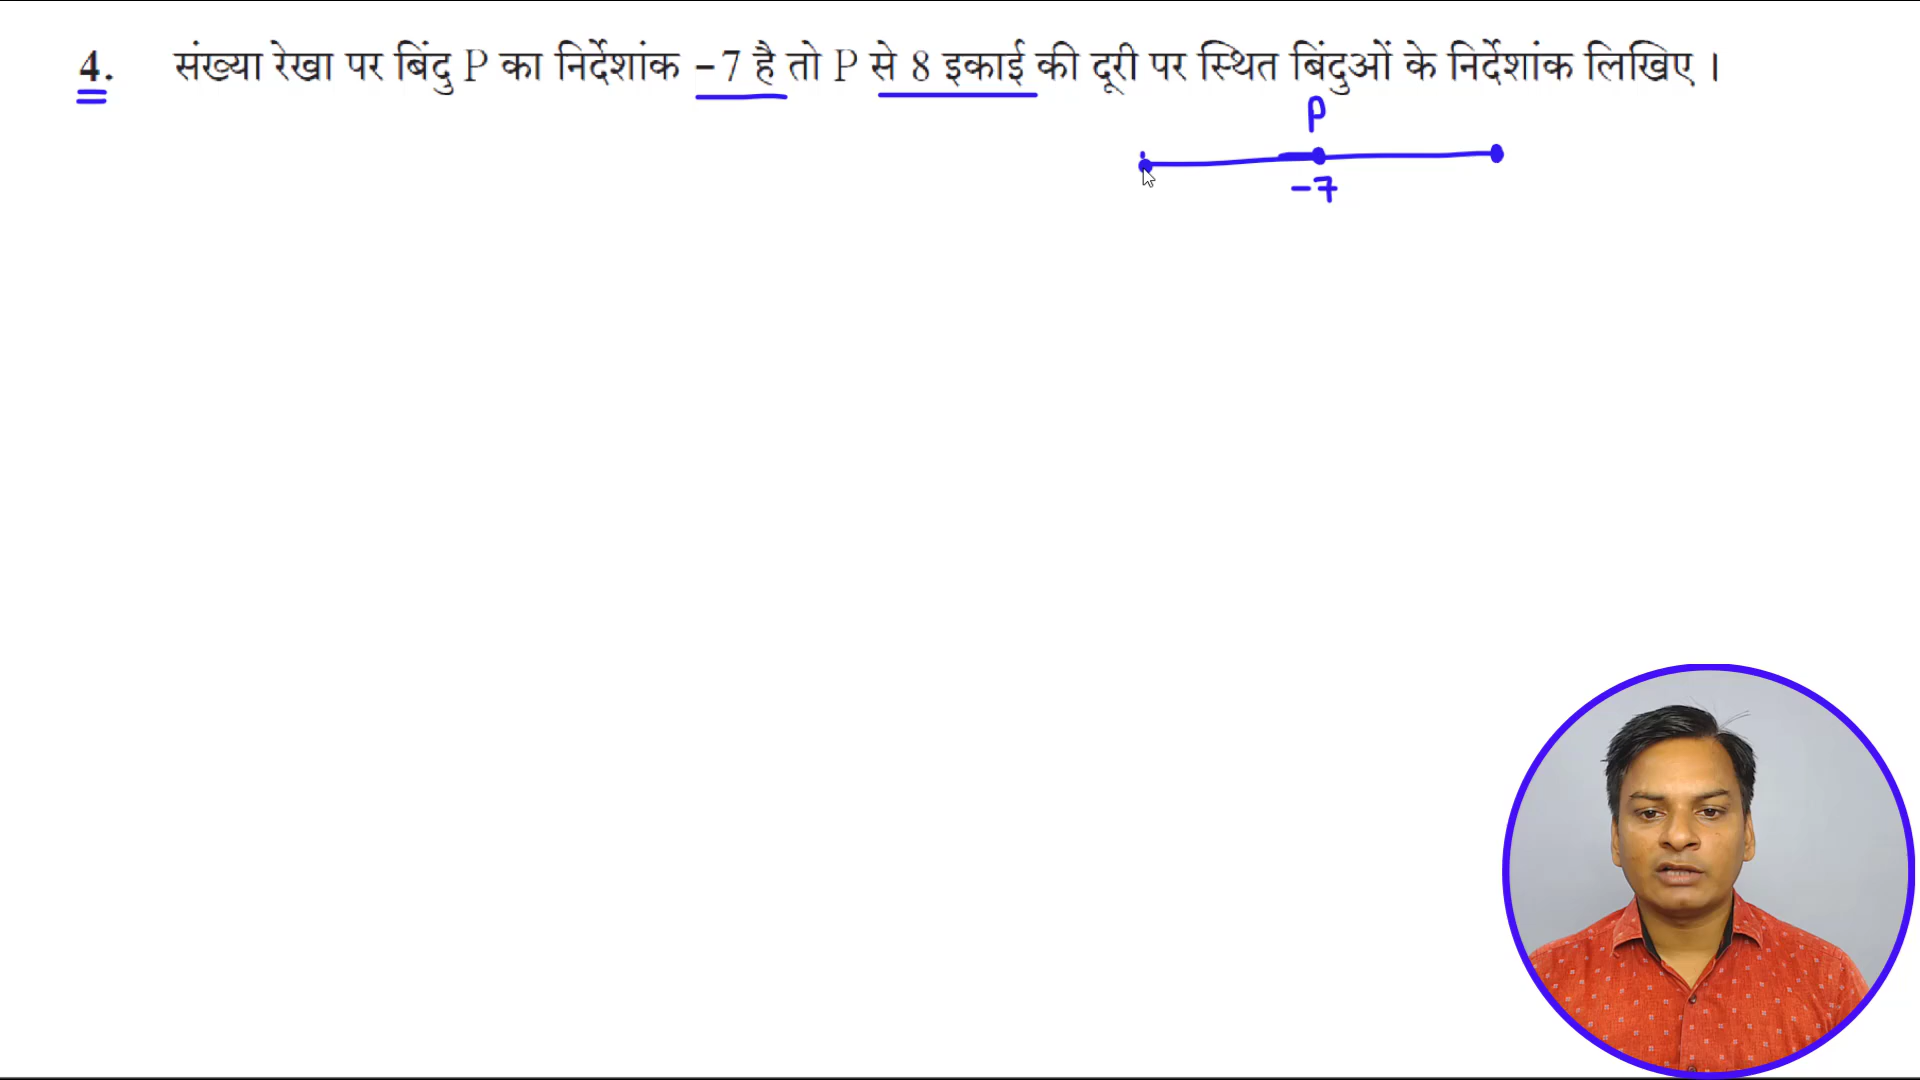 4. संख्या रेखा पर बिंदु P का निर्देशांक -7 है तो P से 8 इकाई की दूरी पर स्थित बिंदुओं के निर्देशांक लिखिए ।
P
-7